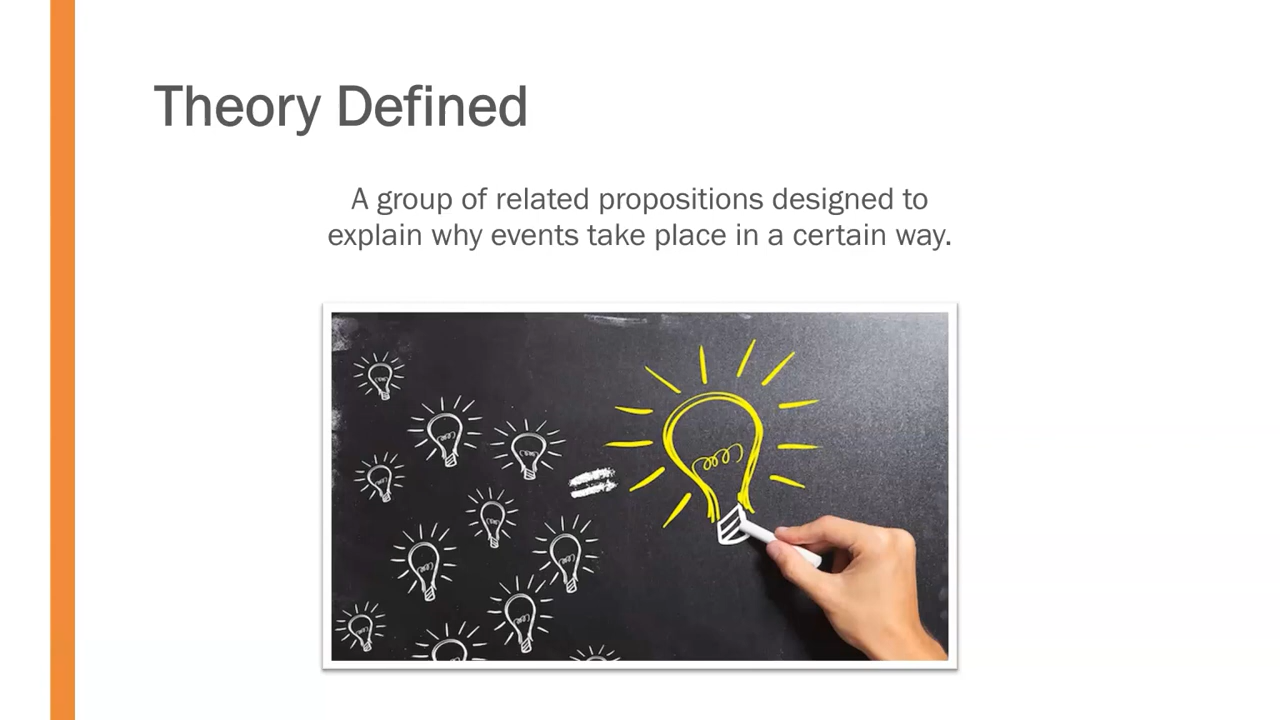 Theory Defined
A group of related propositions designed to
explain why events take place in a certain way.